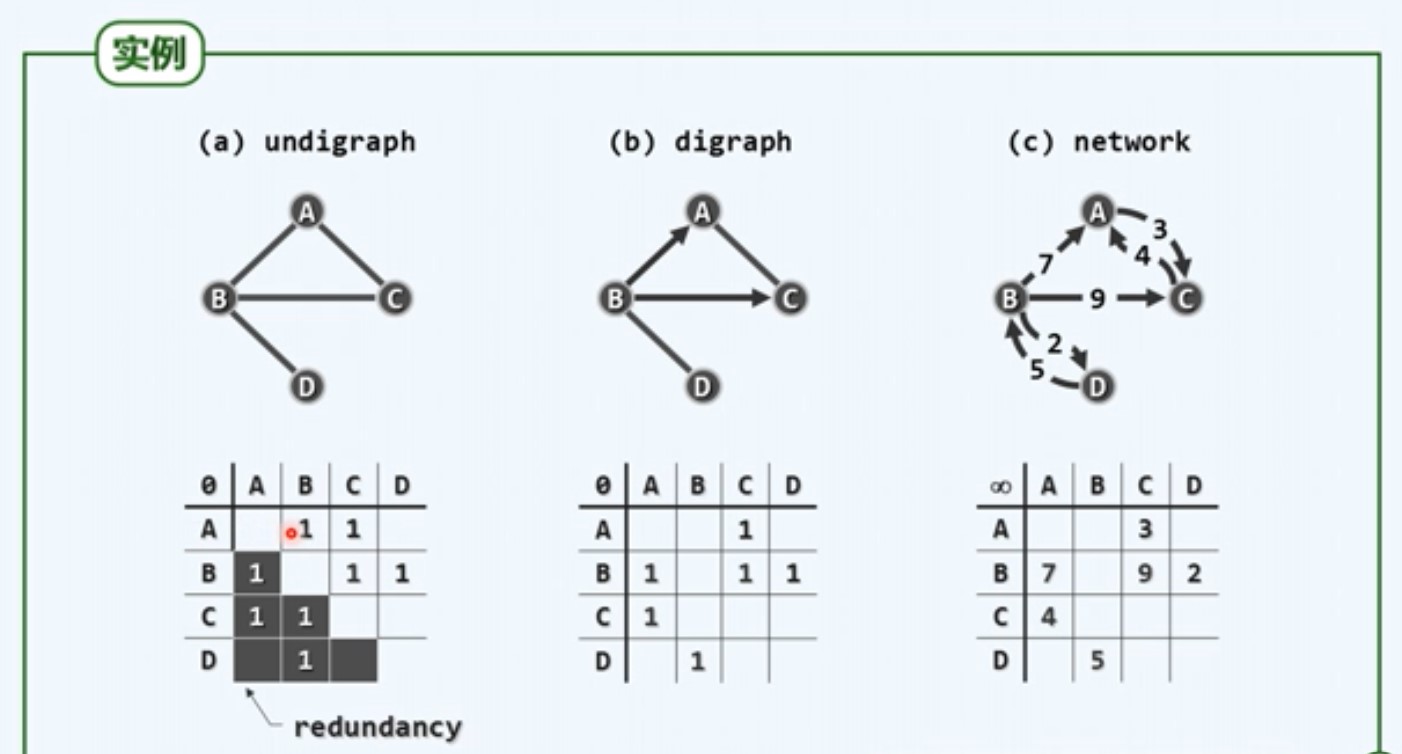 实例
(a) undigraph
(b) digraph
(c) network
A
B C
D
A
B C
D
A
3
4
7
B 9 C
2
5
D
0 A B C D
A 1 1
B 1 1 1
C 1 1
D 1
redundancy
0 A B C D
A 1
B 1 1 1
C 1
D 1
∞ A B C D
A 3
B 7 9 2
C 4
D 5